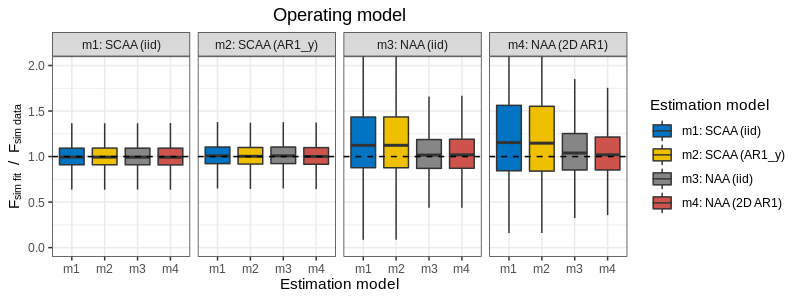 Operating model
m1: SCAA (iid)
m2: SCAA (AR1_y)
m3: NAA (iid)
m4: NAA (2D AR1)
F sim fit / F sim data
2.0
1.5
1.0
0.5
0.0
m1 m2 m3 m4
m1 m2 m3 m4
m1 m2 m3 m4
m1 m2 m3 m4
Estimation model
Estimation model
m1: SCAA (iid)
m2: SCAA (AR1_y)
m3: NAA (iid)
m4: NAA (2D AR1)